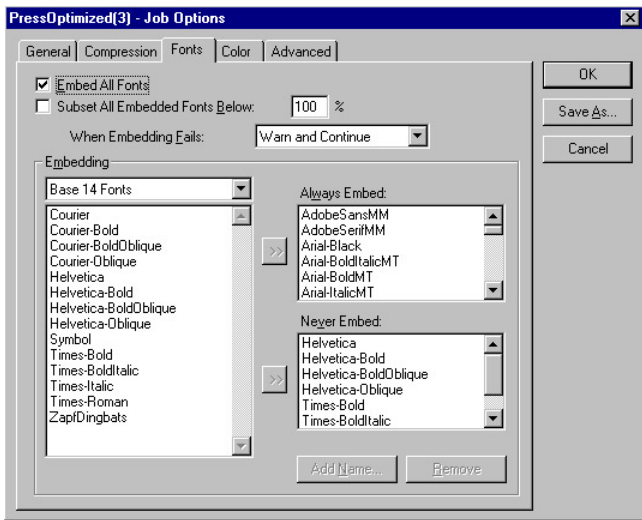 PressOptimized(3) - Job Options
General
Compression
Fonts
Color
Advanced
Embed All Fonts
Subset All Embedded Fonts Below: 100 %
When Embedding Fails: Warn and Continue
OK
Save As...
Cancel
Embedding
Base 14 Fonts
Courier
Courier-Bold
Courier-BoldOblique
Courier-Oblique
Helvetica
Helvetica-Bold
Helvetica-BoldOblique
Helvetica-Oblique
Symbol
Times-Bold
Times-BoldItalic
Times-Italic
Times-Roman
ZapfDingbats
>>
>>
Always Embed:
AdobeSansMM
AdobeSerifMM
Arial-Black
Arial-BoldItalicMT
Arial-BoldMT
Arial-ItalicMT
Never Embed:
Helvetica
Helvetica-Bold
Helvetica-BoldOblique
Helvetica-Oblique
Times-Bold
Times-BoldItalic
Add Name...
Remove